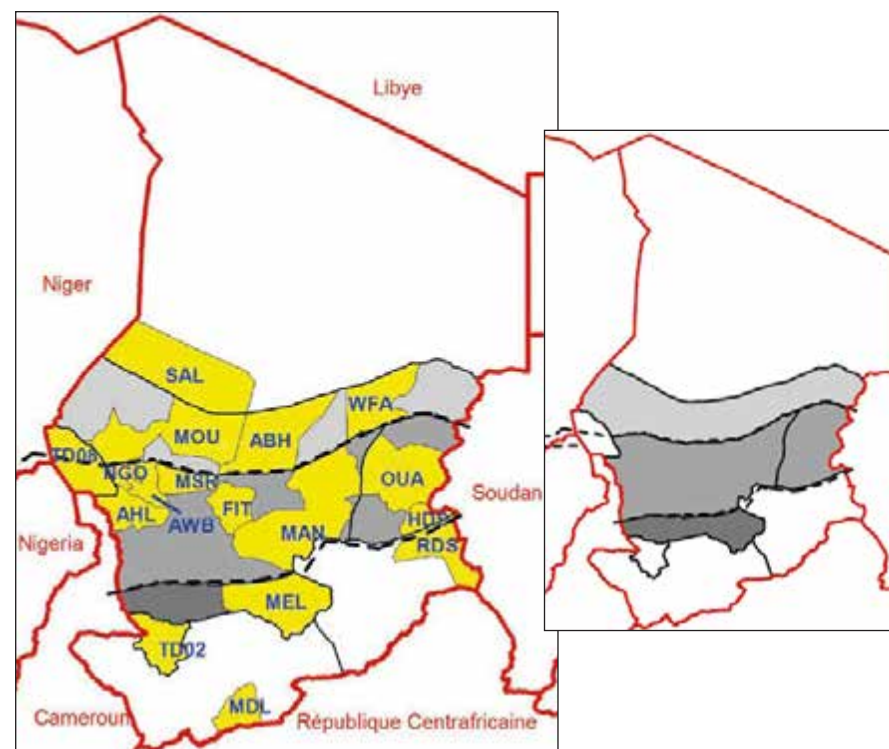 Libye
Niger
SAL
WFA
MOU
ABH
TD08
NGO
MSR
OUA
Soudan
AHL
AWB
FIT
HDS
MAN
RDS
Nigeria
MEL
TD02
MDL
Cameroun
République Centrafricaine